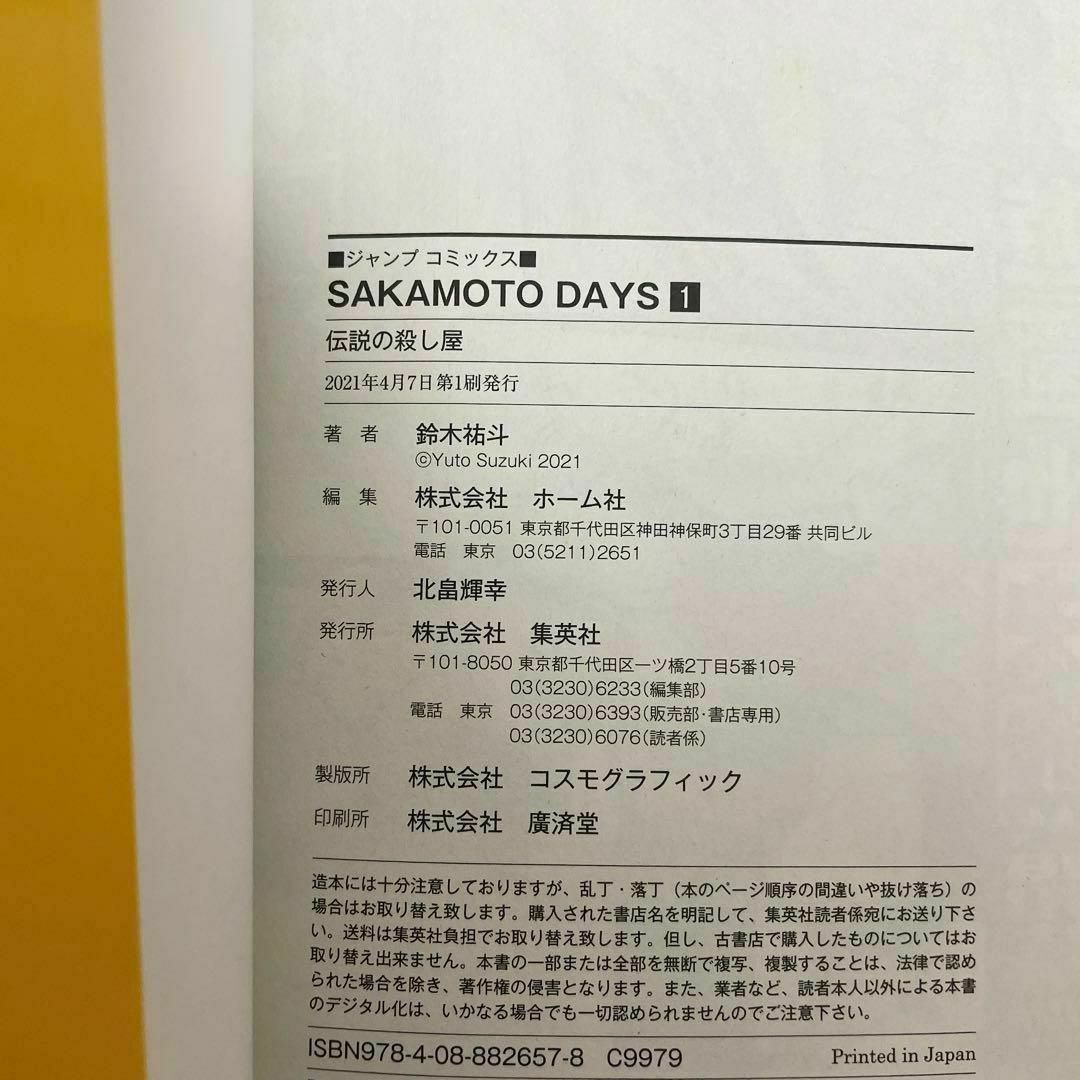 ■ジャンプ コミックス■
SAKAMOTO DAYS 1
伝説の殺し屋
2021年4月7日 第1刷発行
著 者 鈴木祐斗
©Yuto Suzuki 2021
編 集 株式会社 ホーム社
〒101-0051 東京都千代田区神田神保町3丁目29番 共同ビル
電話 東京 03(5211)2651
発行人 北畠輝幸
発行所 株式会社 集英社
〒101-8050 東京都千代田区一ツ橋2丁目5番10号
03(3230)6233(編集部)
電話 東京 03(3230)6393(販売部·書店専用)
03(3230)6076(読者係)
製版所 株式会社 コスモグラフィック
印刷所 株式会社 廣済堂
造本には十分注意しておりますが、乱丁・落丁（本のページ順序の間違いや抜け落ち）の
場合はお取り替え致します。購入された書店名を明記して、集英社読者係宛にお送り下さ
い。送料は集英社負担でお取り替え致します。但し、古書店で購入したものについてはお
取り替え出来ません。本書の一部または全部を無断で複写、複製することは、法律で認め
られた場合を除き、著作権の侵害となります。また、業者など、読者本人以外による本書
のデジタル化は、いかなる場合でも一切認められませんのでご注意下さい。
ISBN978-4-08-882657-8 C9979 Printed in Japan